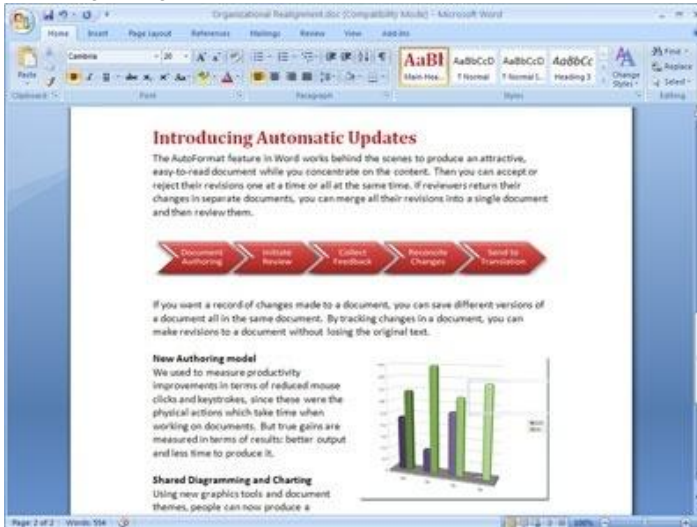 Organizational Realignment.doc (Compatibility Mode) - Microsoft Word
Home Insert Page Layout References Mailings Review View Add-Ins
Cambria 20
Paste
AaBl AaBbCcD AaBbCcD AaBbCc
Main Hea... ¶ Normal ¶ Normal 1... Heading 3
Change Styles
Find
Replace
Select
Clipboard Font Paragraph Styles Editing
Introducing Automatic Updates
The AutoFormat feature in Word works behind the scenes to produce an attractive,
easy-to-read document while you concentrate on the content. Then you can accept or
reject their revisions one at a time or all at the same time. If reviewers return their
changes in separate documents, you can merge all their revisions into a single document
and then review them.
Document Authoring
Initiate Review
Collect Feedback
Reconcile Changes
Send to Translation
If you want a record of changes made to a document, you can save different versions of
a document all in the same document. By tracking changes in a document, you can
make revisions to a document without losing the original text.
New Authoring model
We used to measure productivity
improvements in terms of reduced mouse
clicks and keystrokes, since these were the
physical actions which take time when
working on documents. But true gains are
measured in terms of results: better output
and less time to produce it.
Shared Diagramming and Charting
Using new graphics tools and document
themes, people can now produce a
Page: 2 of 2 Words: 554
100%